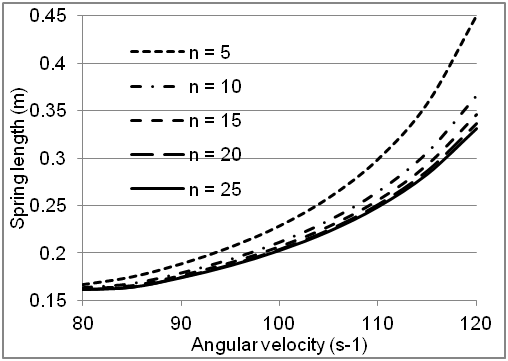 0.45
0.4
0.35
0.3
0.25
0.2
0.15
Spring length (m)
n = 5
n = 10
n = 15
n = 20
n = 25
80 90 100 110 120
Angular velocity (s-1)